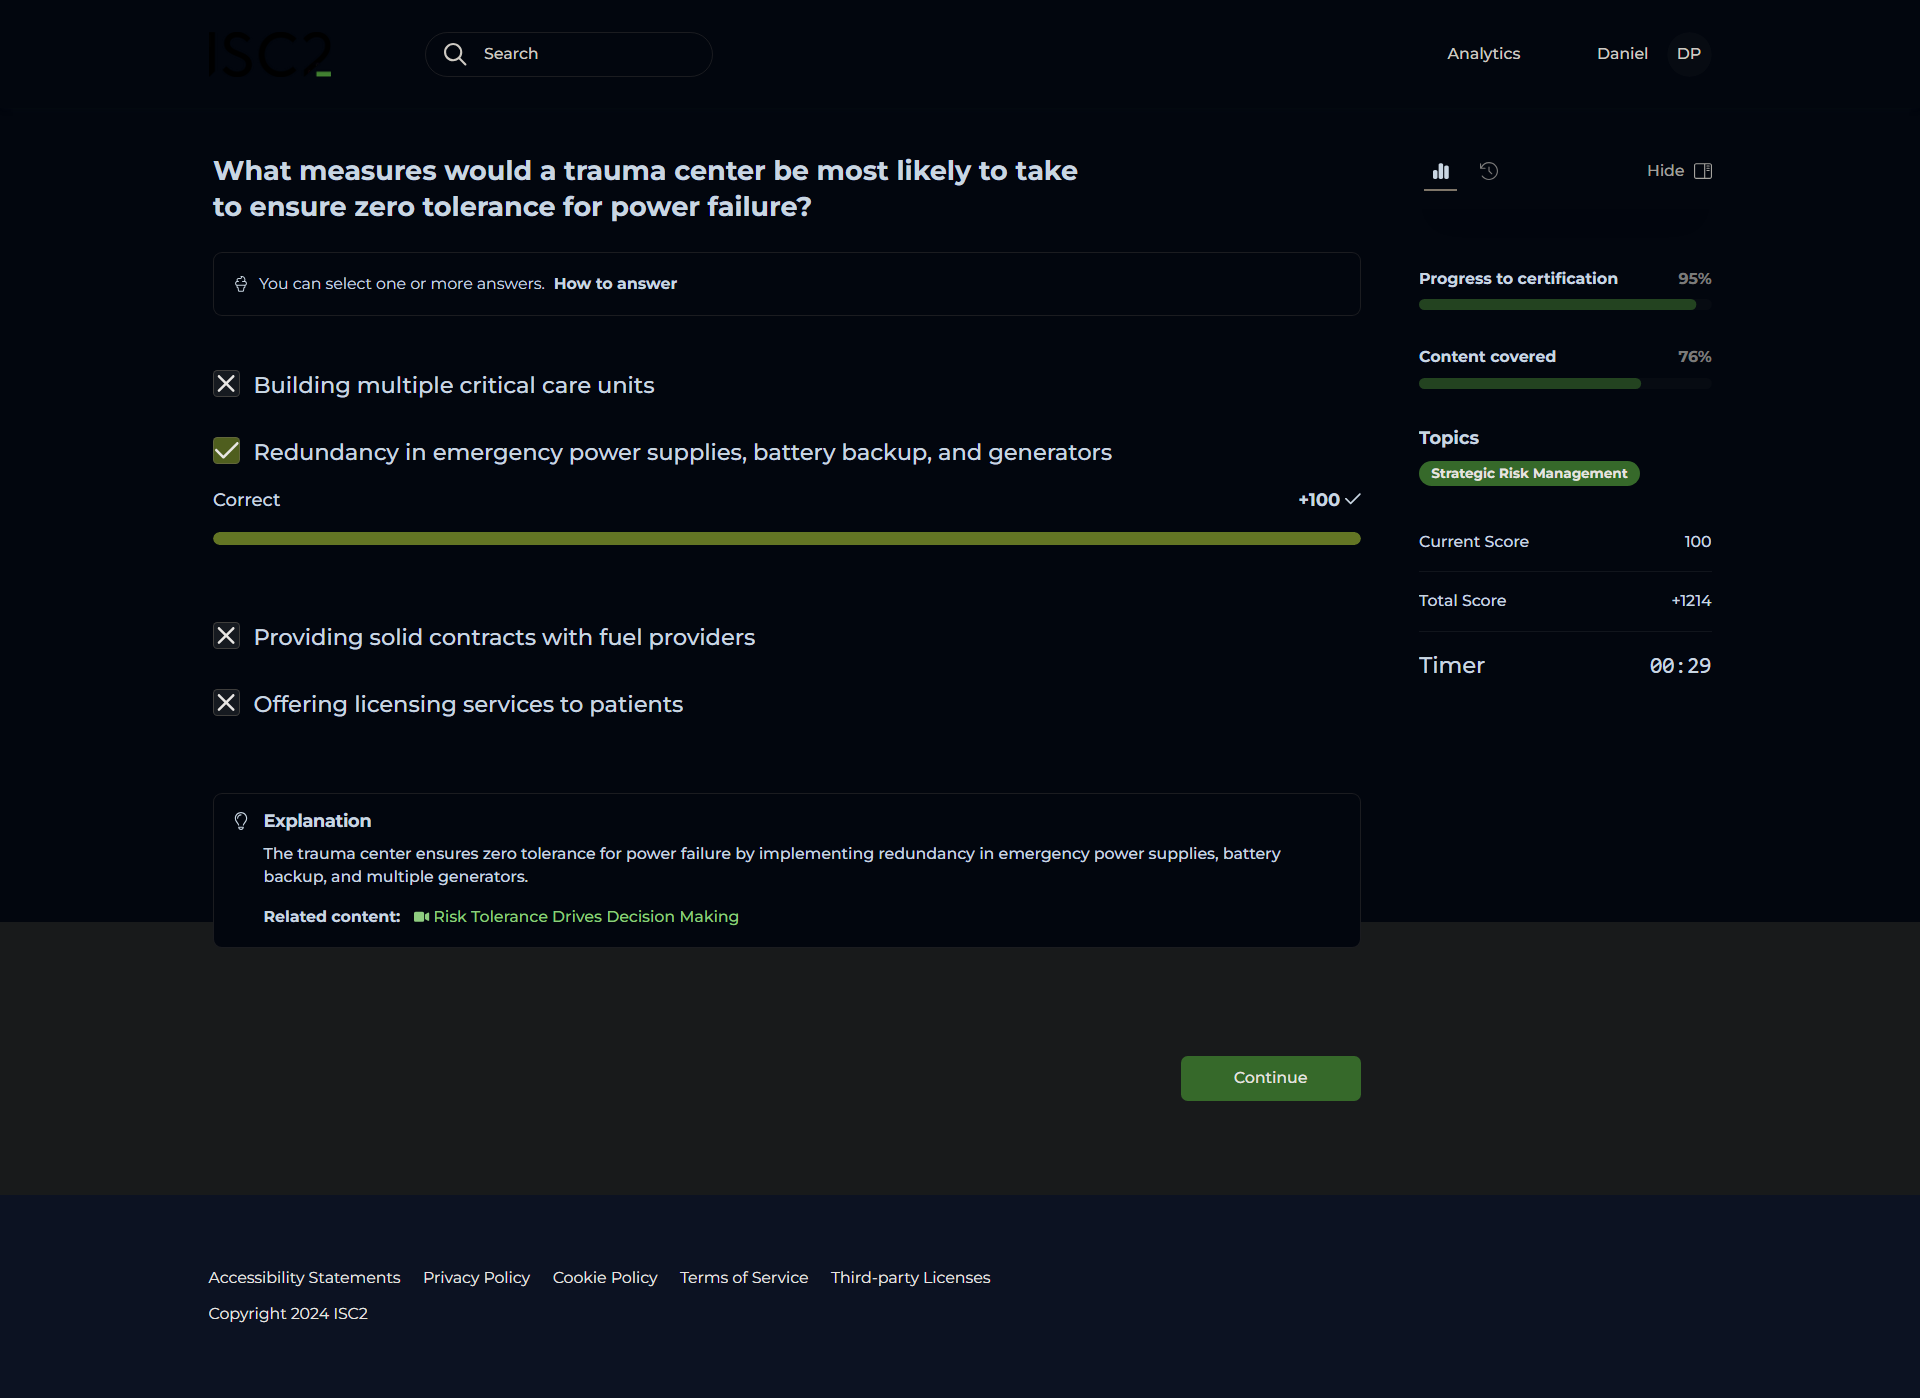 ISC2
Search
Analytics
Daniel
DP
What measures would a trauma center be most likely to take
to ensure zero tolerance for power failure?
You can select one or more answers. How to answer
Building multiple critical care units
Redundancy in emergency power supplies, battery backup, and generators
Correct
+100
Providing solid contracts with fuel providers
Offering licensing services to patients
Explanation
The trauma center ensures zero tolerance for power failure by implementing redundancy in emergency power supplies, battery
backup, and multiple generators.
Related content: Risk Tolerance Drives Decision Making
Continue
Hide
Progress to certification 95%
Content covered 76%
Topics
Strategic Risk Management
Current Score 100
Total Score +1214
Timer 00:29
Accessibility Statements Privacy Policy Cookie Policy Terms of Service Third-party Licenses
Copyright 2024 ISC2